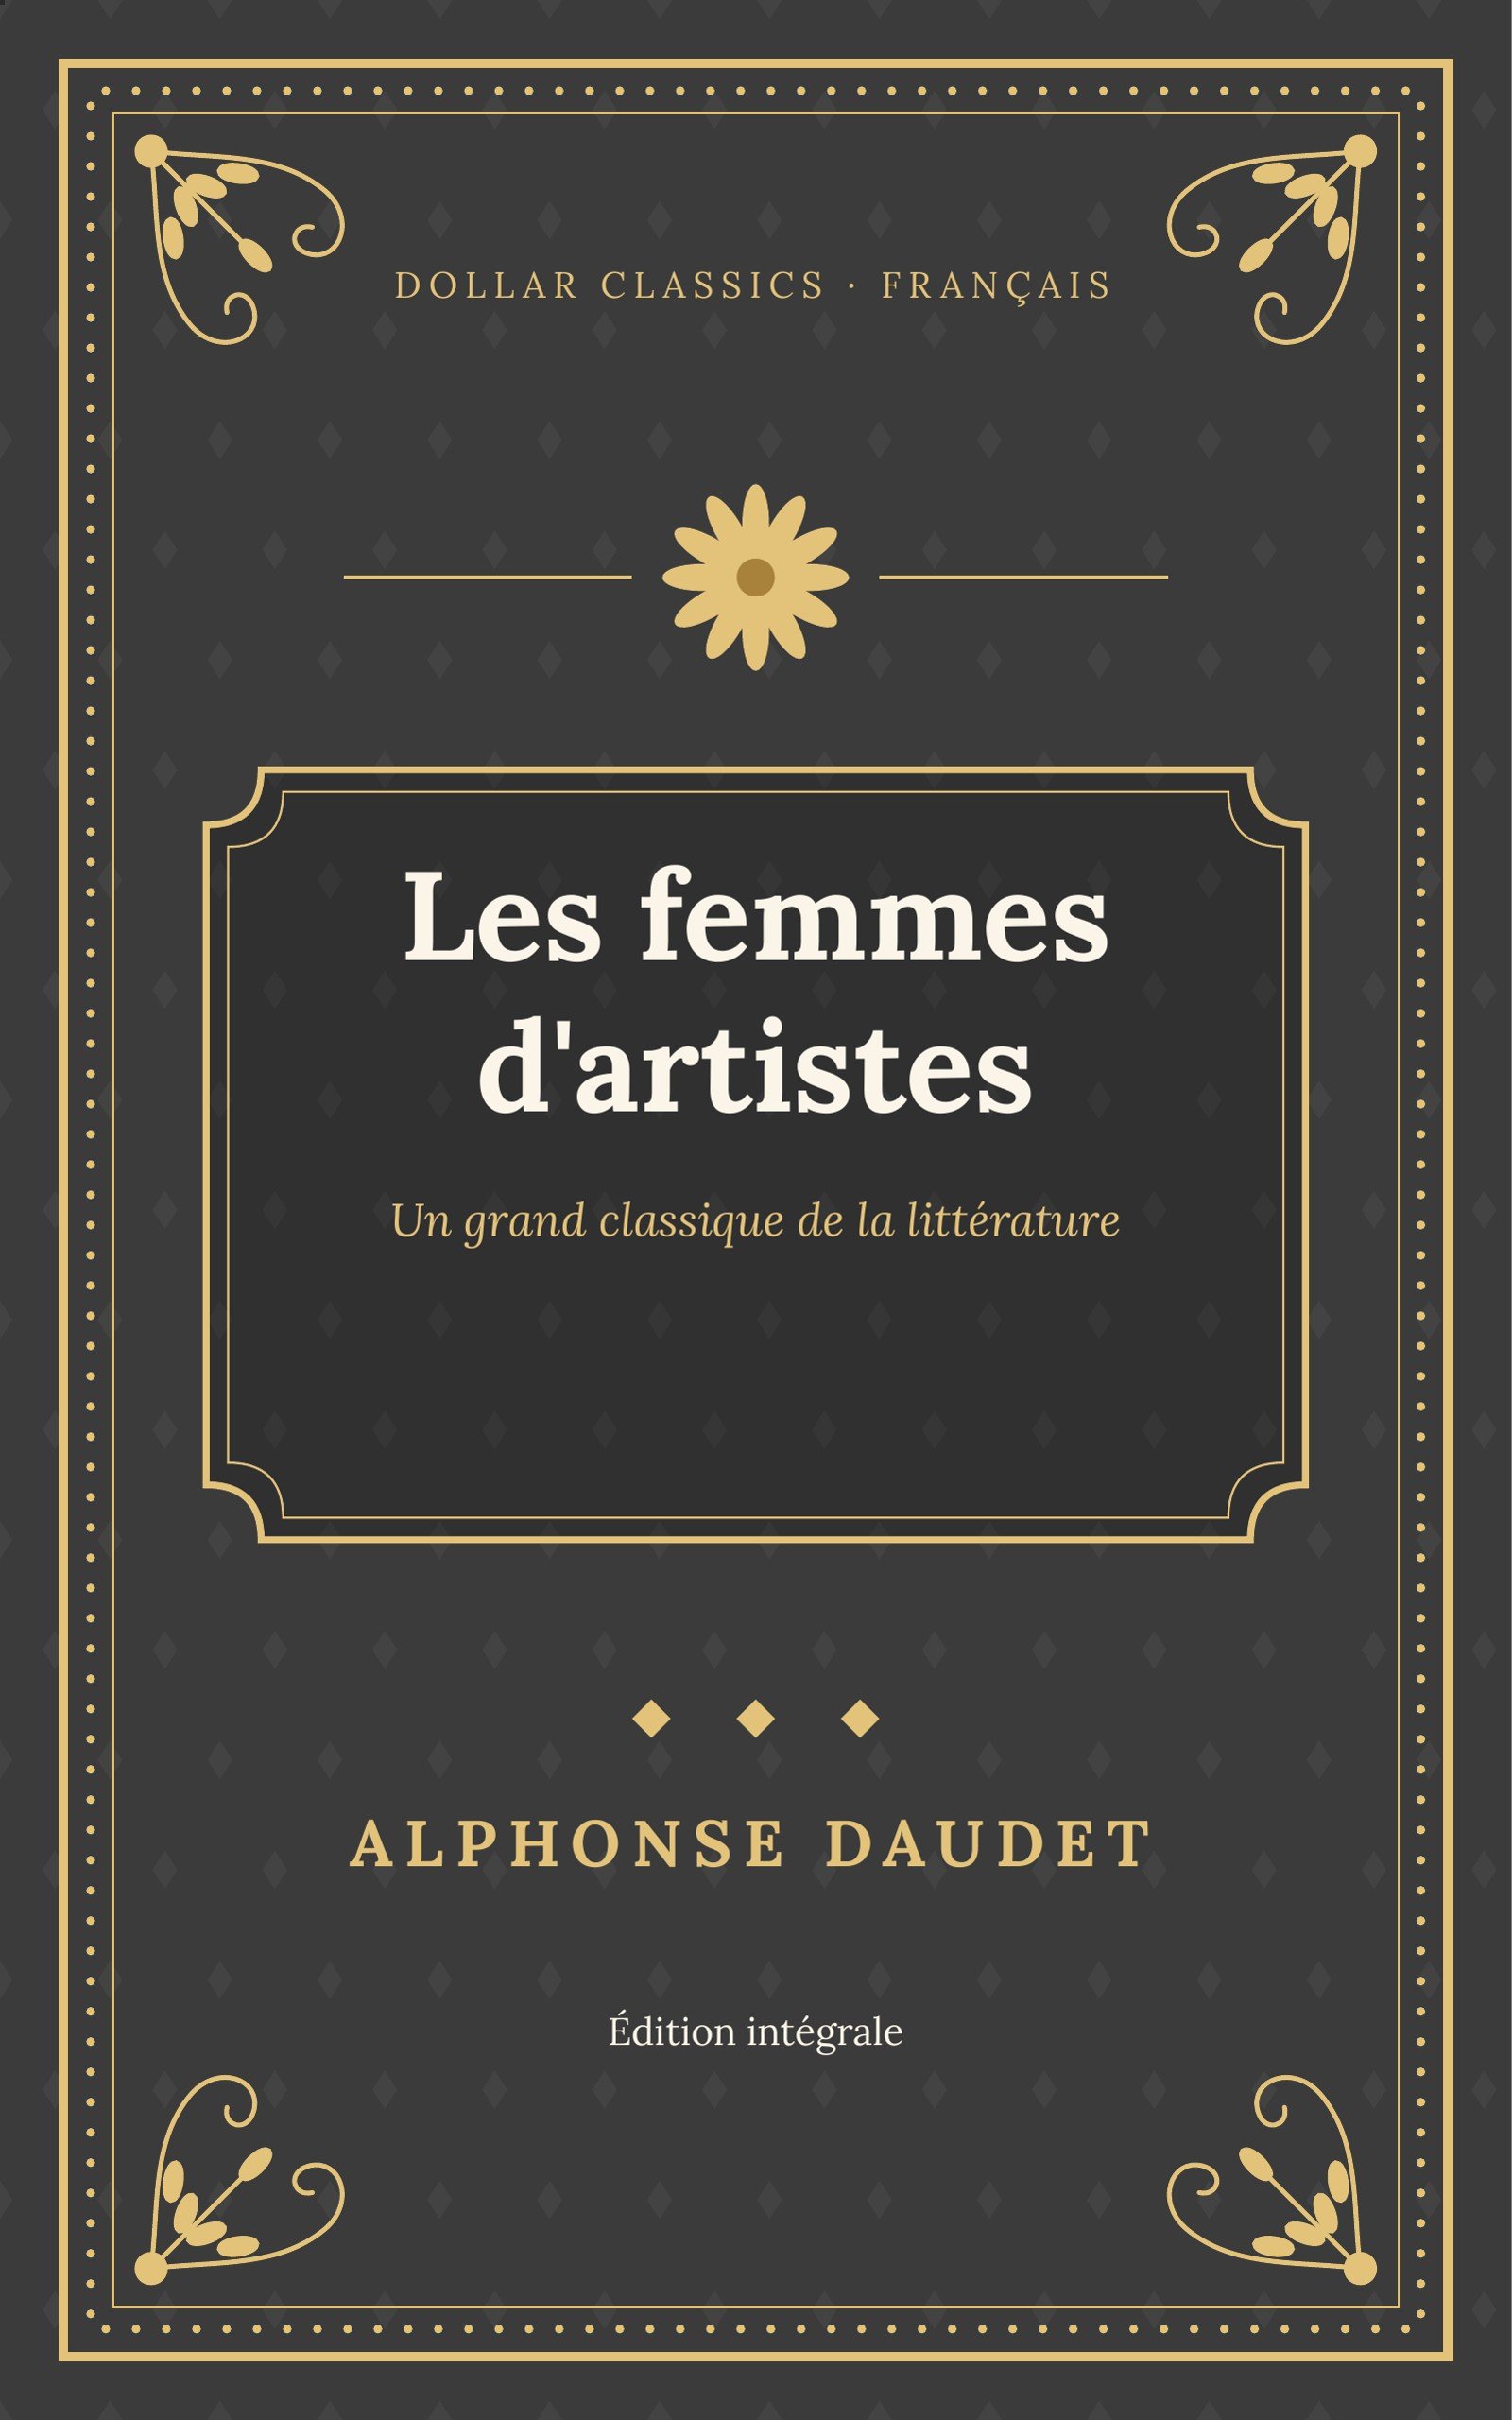 DOLLAR CLASSICS · FRANÇAIS
Les femmes
d'artistes
Un grand classique de la littérature
ALPHONSE DAUDET
Édition intégrale